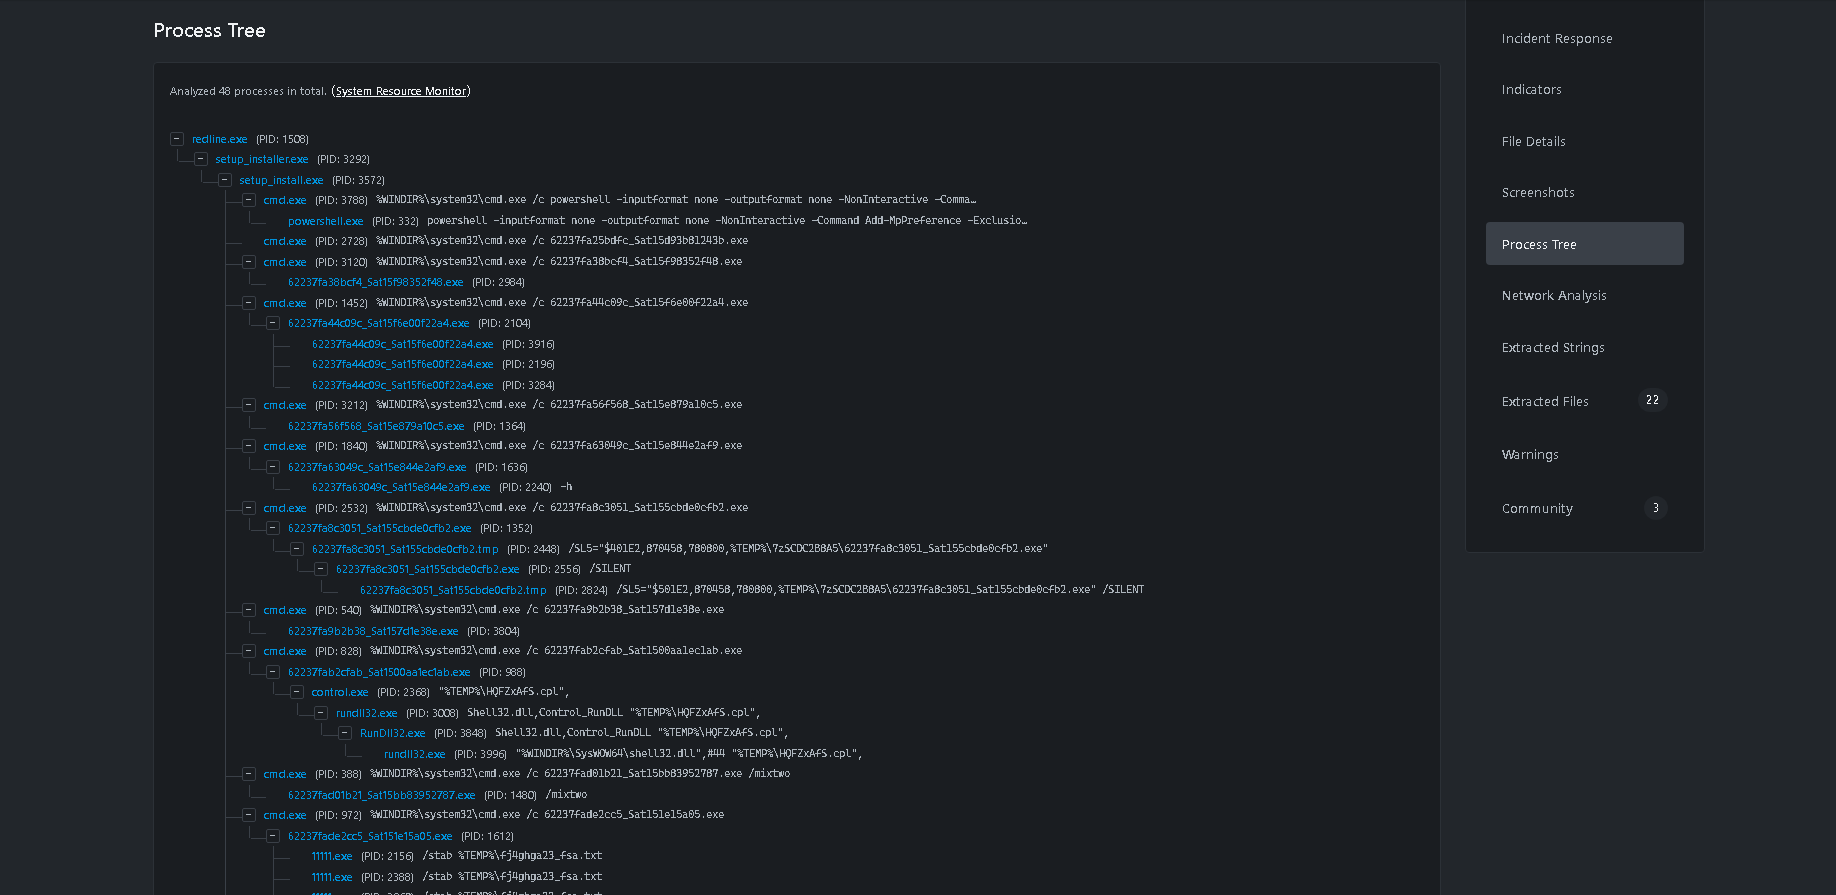 Process Tree
Analyzed 48 processes in total. (System Resource Monitor)
redline.exe (PID: 1508)
setup_installer.exe (PID: 3292)
setup_install.exe (PID: 3572)
cmd.exe (PID: 3788) %WINDIR%\system32\cmd.exe /c powershell -inputformat none -outputformat none -NonInteractive -Comma…
powershell.exe (PID: 332) powershell -inputformat none -outputformat none -NonInteractive -Command Add-MpPreference -Exclusio…
cmd.exe (PID: 2728) %WINDIR%\system32\cmd.exe /c 62237fa25bdfc_Sat15d93b81243b.exe
cmd.exe (PID: 3120) %WINDIR%\system32\cmd.exe /c 62237fa38bcf4_Sat15f98352f48.exe
62237fa38bcf4_Sat15f98352f48.exe (PID: 2984)
cmd.exe (PID: 1452) %WINDIR%\system32\cmd.exe /c 62237fa44c09c_Sat15f6e00f22a4.exe
62237fa44c09c_Sat15f6e00f22a4.exe (PID: 2104)
62237fa44c09c_Sat15f6e00f22a4.exe (PID: 3916)
62237fa44c09c_Sat15f6e00f22a4.exe (PID: 2196)
62237fa44c09c_Sat15f6e00f22a4.exe (PID: 3284)
cmd.exe (PID: 3212) %WINDIR%\system32\cmd.exe /c 62237fa56f568_Sat15e879a10c5.exe
62237fa56f568_Sat15e879a10c5.exe (PID: 1364)
cmd.exe (PID: 1840) %WINDIR%\system32\cmd.exe /c 62237fa63049c_Sat15e844e2af9.exe
62237fa63049c_Sat15e844e2af9.exe (PID: 1636)
62237fa63049c_Sat15e844e2af9.exe (PID: 2240) -h
cmd.exe (PID: 2532) %WINDIR%\system32\cmd.exe /c 62237fa8c3051_Sat155cbde0cfb2.exe
62237fa8c3051_Sat155cbde0cfb2.exe (PID: 1352)
62237fa8c3051_Sat155cbde0cfb2.tmp (PID: 2448) /SL5="$401E2,870458,780800,%TEMP%\7zSCDC2B8A5\62237fa8c3051_Sat155cbde0cfb2.exe"
62237fa8c3051_Sat155cbde0cfb2.exe (PID: 2556) /SILENT
62237fa8c3051_Sat155cbde0cfb2.tmp (PID: 2824) /SL5="$501E2,870458,780800,%TEMP%\7zSCDC2B8A5\62237fa8c3051_Sat155cbde0cfb2.exe" /SILENT
cmd.exe (PID: 540) %WINDIR%\system32\cmd.exe /c 62237fa9b2b38_Sat157d1e38e.exe
62237fa9b2b38_Sat157d1e38e.exe (PID: 3804)
cmd.exe (PID: 828) %WINDIR%\system32\cmd.exe /c 62237fab2cfab_Sat1500aa1ec1ab.exe
62237fab2cfab_Sat1500aa1ec1ab.exe (PID: 988)
control.exe (PID: 2368) "%TEMP%\HQFZxAfS.cpl",
rundll32.exe (PID: 3008) Shell32.dll,Control_RunDLL "%TEMP%\HQFZxAfS.cpl",
RunDll32.exe (PID: 3848) Shell32.dll,Control_RunDLL "%TEMP%\HQFZxAfS.cpl",
rundll32.exe (PID: 3996) "%WINDIR%\SysWOW64\shell32.dll",#44 "%TEMP%\HQFZxAfS.cpl",
cmd.exe (PID: 388) %WINDIR%\system32\cmd.exe /c 62237fad01b21_Sat15bb83952787.exe /mixtwo
62237fad01b21_Sat15bb83952787.exe (PID: 1480) /mixtwo
cmd.exe (PID: 972) %WINDIR%\system32\cmd.exe /c 62237fade2cc5_Sat151e15a05.exe
62237fade2cc5_Sat151e15a05.exe (PID: 1612)
11111.exe (PID: 2156) /stab %TEMP%\fj4ghga23_fsa.txt
11111.exe (PID: 2388) /stab %TEMP%\fj4ghga23_fsa.txt
Incident Response
Indicators
File Details
Screenshots
Process Tree
Network Analysis
Extracted Strings
Extracted Files 22
Warnings
Community 3